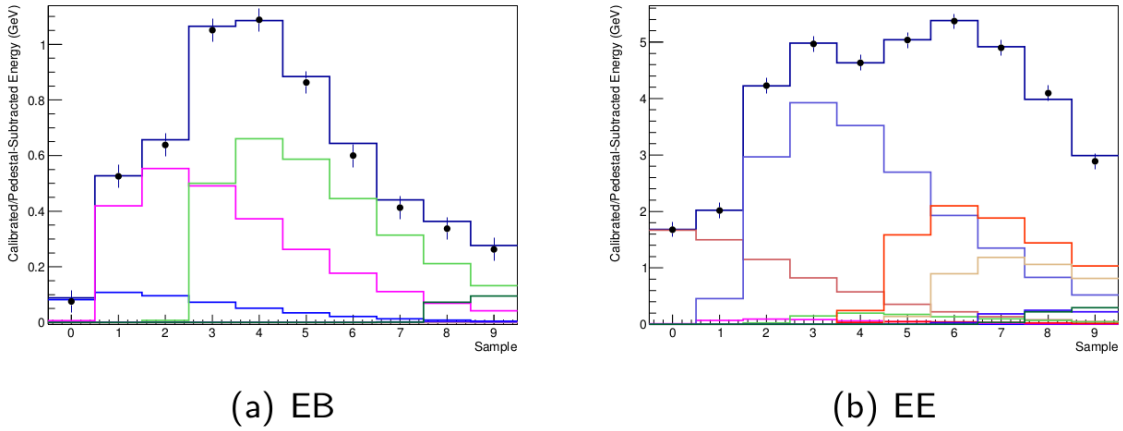 Calibrated/Pedestal-Subtracted Energy (GeV)
1
0.8
0.6
0.4
0.2
0
0 1 2 3 4 5 6 7 8 9
Sample
(a) EB
Calibrated/Pedestal-Subtracted Energy (GeV)
5
4
3
2
1
0
0 1 2 3 4 5 6 7 8 9
Sample
(b) EE